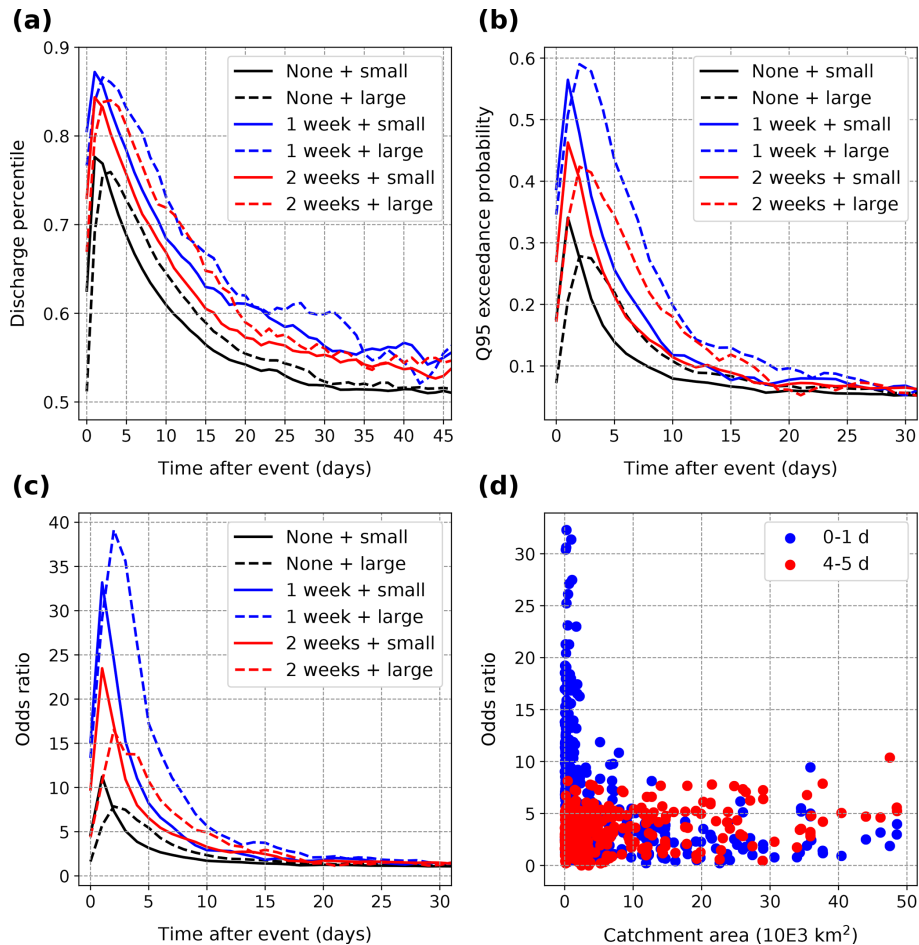 (a)
Discharge percentile
0.9
0.8
0.7
0.6
0.5
0
5
10
15
20
25
30
35
40
45
Time after event (days)
None + small
None + large
1 week + small
1 week + large
2 weeks + small
2 weeks + large
(b)
Q95 exceedance probability
0.6
0.5
0.4
0.3
0.2
0.1
0
5
10
15
20
25
30
Time after event (days)
None + small
None + large
1 week + small
1 week + large
2 weeks + small
2 weeks + large
(c)
Odds ratio
40
35
30
25
20
15
10
5
0
0
5
10
15
20
25
30
Time after event (days)
None + small
None + large
1 week + small
1 week + large
2 weeks + small
2 weeks + large
(d)
Odds ratio
30
25
20
15
10
5
0
0
10
20
30
40
50
Catchment area (10E3 km²)
0-1 d
4-5 d